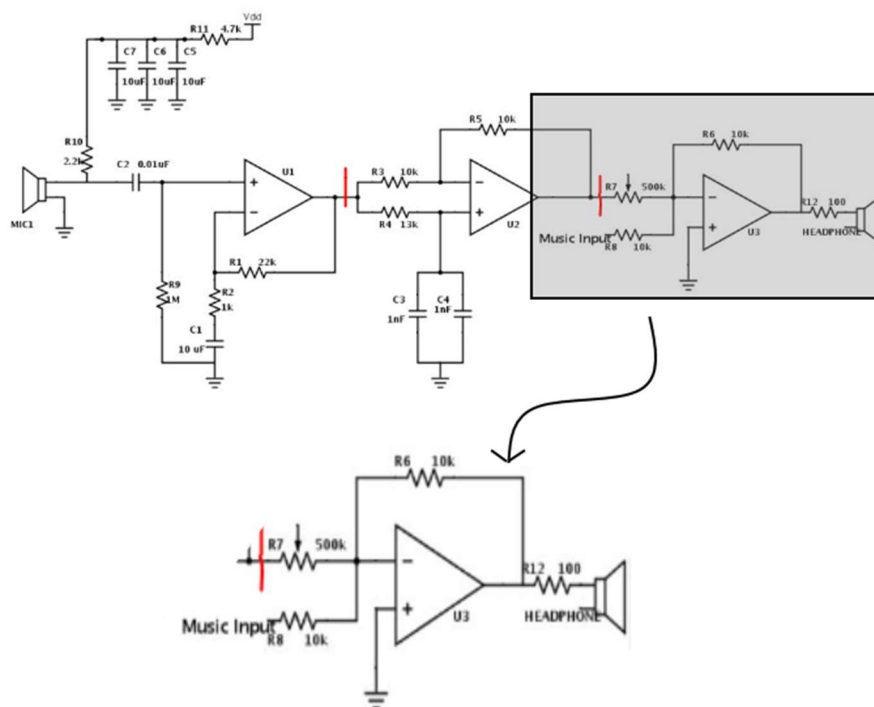 Vdd
R11 4.7k
C7 C6 C5
10uF 10uF 10uF
R10
2.2k
C2 0.01uF
MIC1
U1
R1 22k
R9
1M
R2
1k
C1
10 uF
R3
10k
R4 13k
R5 10k
U2
C3
1nF
C4
1nF
R6 10k
R7 500k
Music Input
R8 10k
U3
R12 100
HEADPHONE
R6 10k
R7 500k
Music Input
R8 10k
U3
R12 100
HEADPHONE